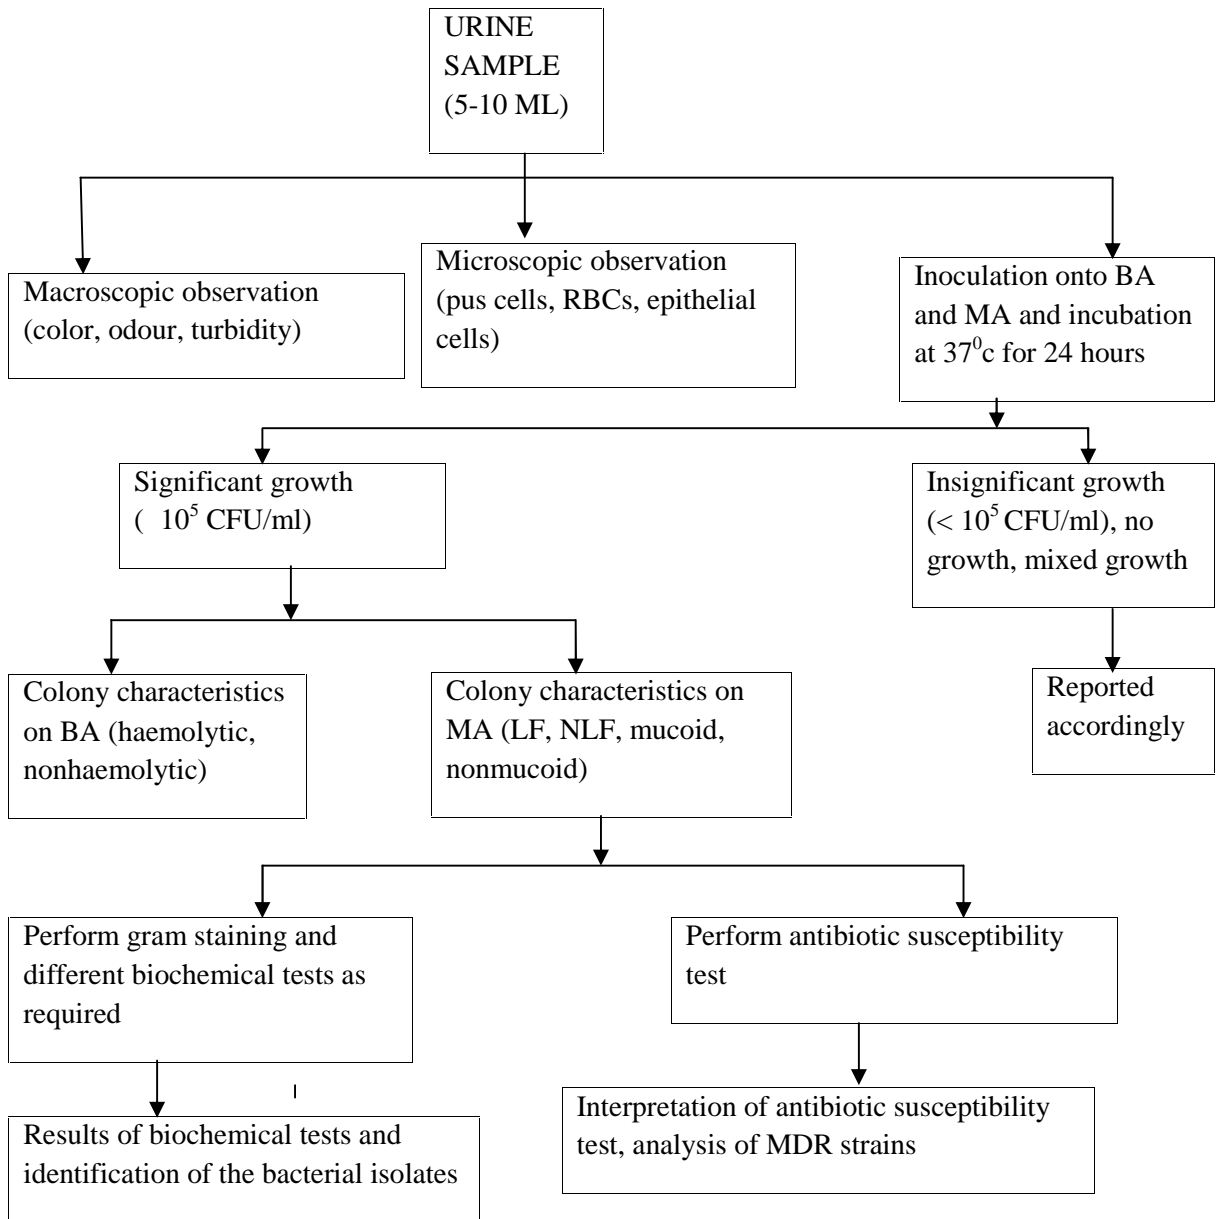 URINE
SAMPLE
(5-10 ML)
Macroscopic observation
(color, odour, turbidity)
Microscopic observation
(pus cells, RBCs, epithelial
cells)
Inoculation onto BA
and MA and incubation
at 37⁰c for 24 hours
Significant growth
( 10⁵ CFU/ml)
Insignificant growth
(< 10⁵ CFU/ml), no
growth, mixed growth
Colony characteristics
on BA (haemolytic,
nonhaemolytic)
Colony characteristics on
MA (LF, NLF, mucoid,
nonmucoid)
Reported
accordingly
Perform gram staining and
different biochemical tests as
required
Perform antibiotic susceptibility
test
Results of biochemical tests and
identification of the bacterial isolates
Interpretation of antibiotic susceptibility
test, analysis of MDR strains